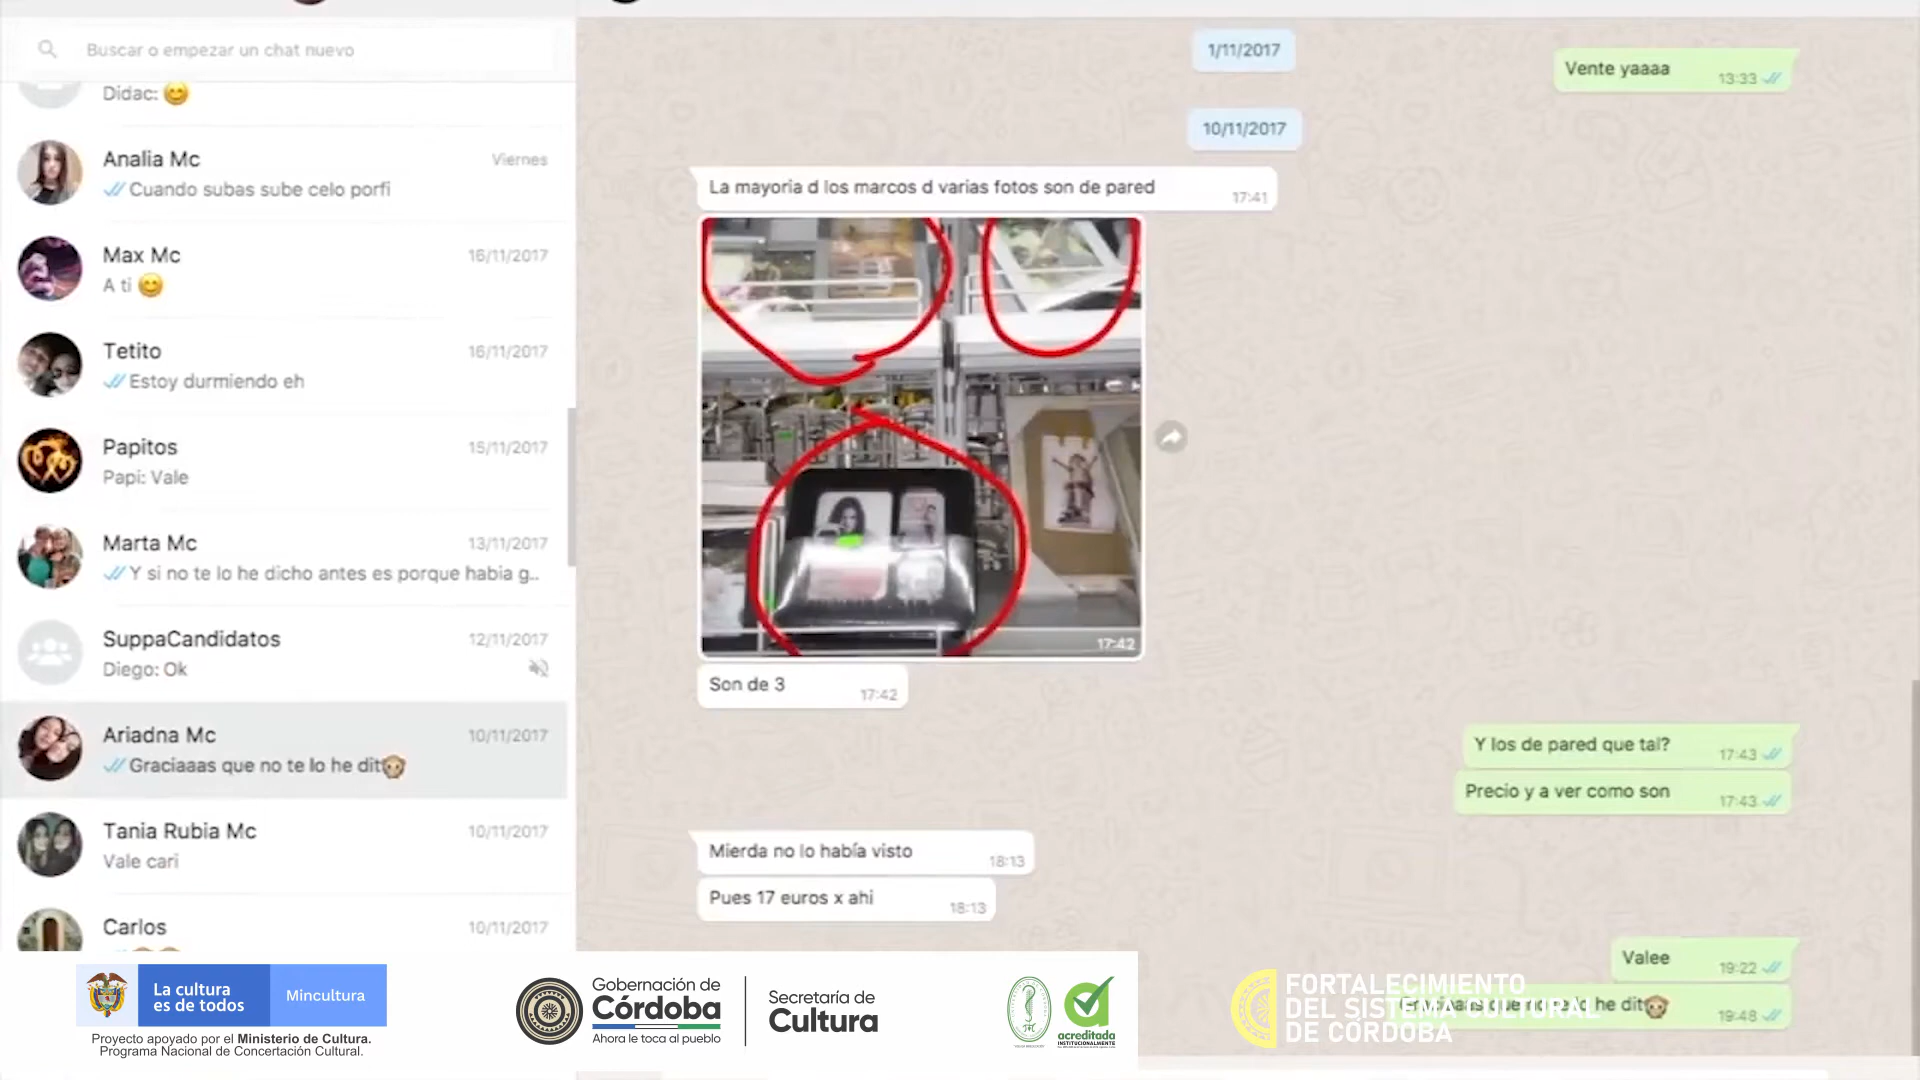 Buscar o empezar un chat nuevo
Didac: 😊
Analia Mc
Viernes
Cuando subas sube celo porfi
Max Mc
16/11/2017
A ti 😊
Tetito
16/11/2017
Estoy durmiendo eh
Papitos
15/11/2017
Papi: Vale
Marta Mc
13/11/2017
Y si no te lo he dicho antes es porque habia g...
SuppaCandidatos
12/11/2017
Diego: Ok
Ariadna Mc
10/11/2017
Graciaaas que no te lo he dit🐵
Tania Rubia Mc
10/11/2017
Vale cari
Carlos
10/11/2017
1/11/2017
Vente yaaaa
13:33
10/11/2017
La mayoria d los marcos d varias fotos son de pared
17:41
17:42
Son de 3
17:42
Y los de pared que tal?
17:43
Precio y a ver como son
17:43
Mierda no lo había visto
18:13
Pues 17 euros x ahi
18:13
Valee
19:22
Graciaaas que no te lo he dit🐵
19:48
La cultura
es de todos
Mincultura
Proyecto apoyado por el Ministerio de Cultura.
Programa Nacional de Concertación Cultural.
Gobernación de
Córdoba
Ahora le toca al pueblo
Secretaría de
Cultura
acreditada
INSTITUCIONALMENTE
FORTALECIMIENTO
DEL SISTEMA CULTURAL
DE CÓRDOBA